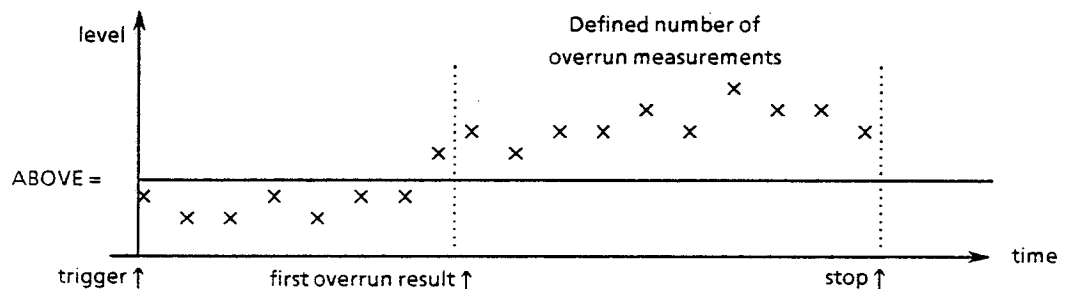 level
Defined number of
overrun measurements
ABOVE =
time
trigger ↑
first overrun result ↑
stop ↑